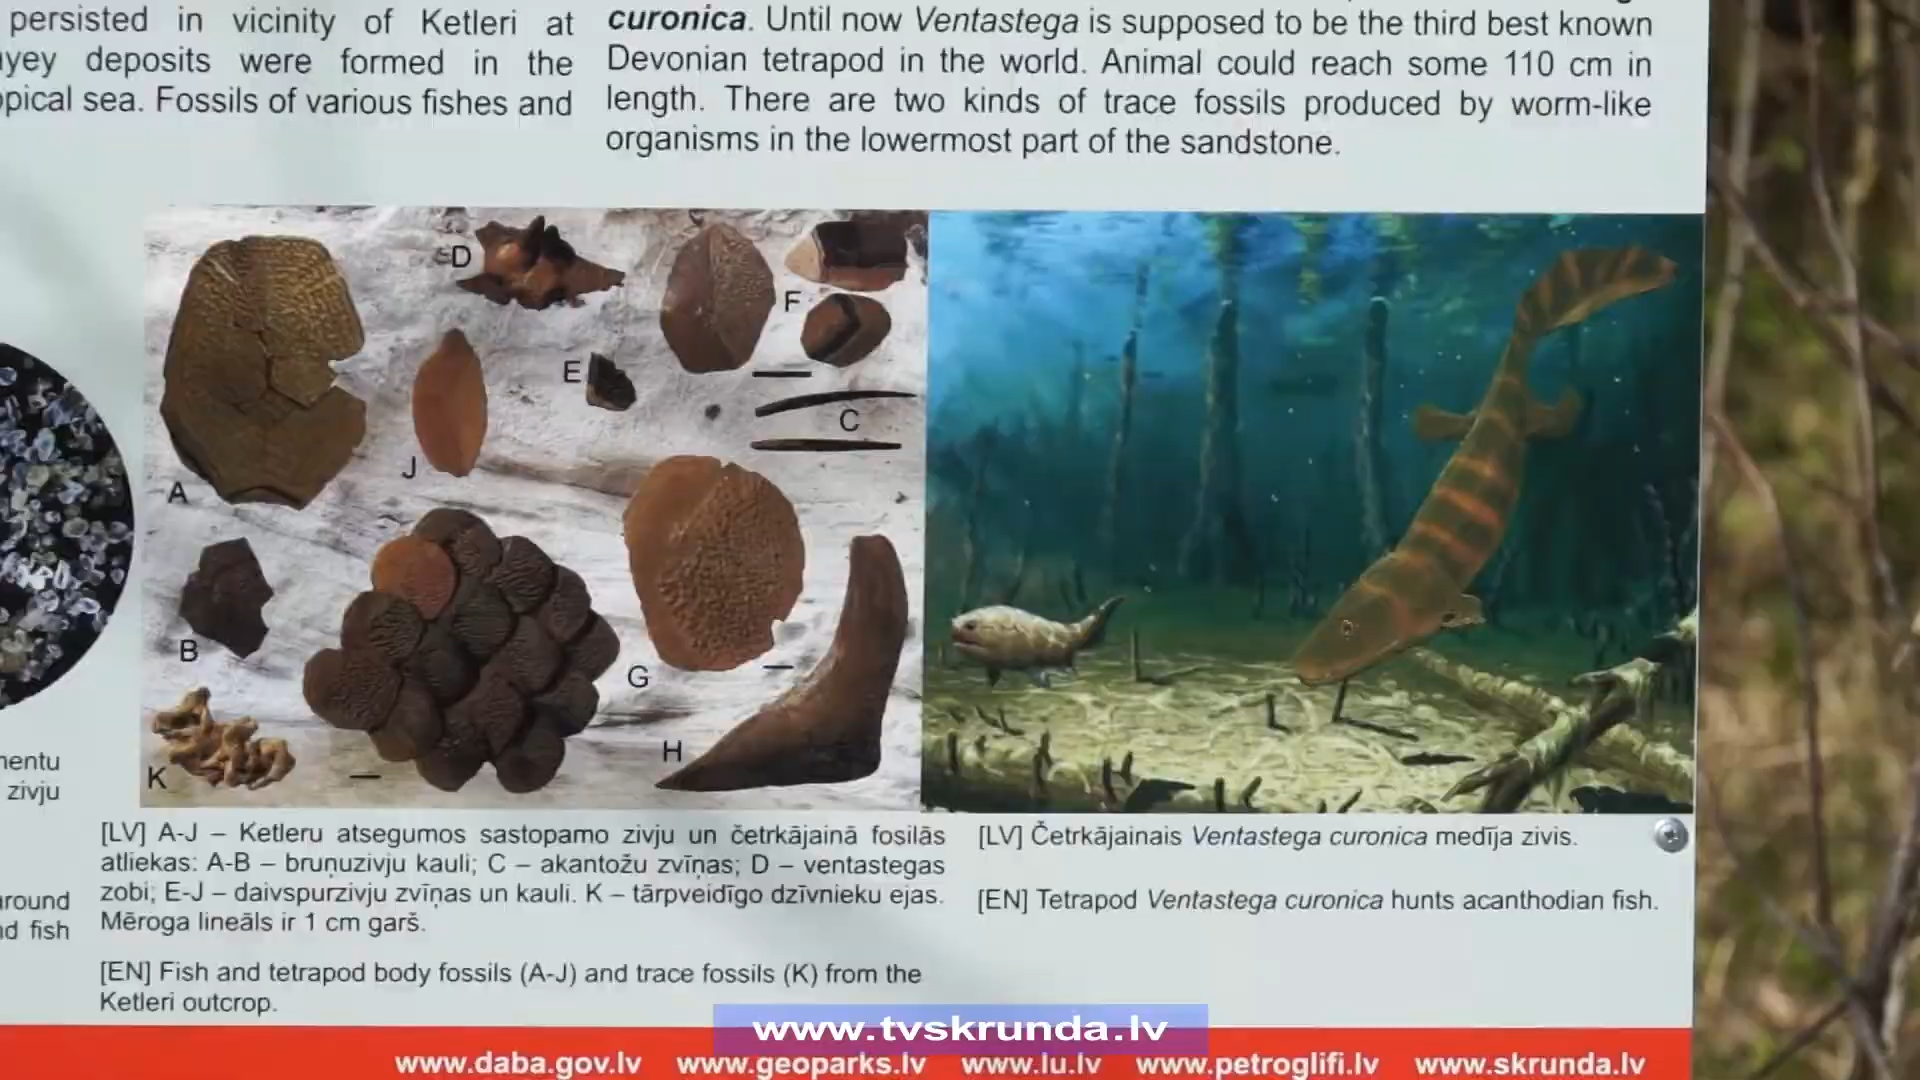 persisted in vicinity of Ketleri at
deposits were formed in the
sea. Fossils of various fishes and
curonica. Until now Ventastega is supposed to be the third best known
Devonian tetrapod in the world. Animal could reach some 110 cm in
length. There are two kinds of trace fossils produced by worm-like
organisms in the lowermost part of the sandstone.
D
F
E
C
J
A
B
G
H
K
zivju
fish
[LV] A-J – Ketleru atsegumos sastopamo zivju un četrkājainā fosilās
atliekas: A-B – bruņuzivju kauli; C – akantožu zvīņas; D – ventastegas
zobi; E-J – daivspurzivju zvīņas un kauli. K – tārpveidīgo dzīvnieku ejas.
Mēroga lineāls ir 1 cm garš.
[EN] Fish and tetrapod body fossils (A-J) and trace fossils (K) from the
Ketleri outcrop.
[LV] Četrkājainais Ventastega curonica medīja zivis.
[EN] Tetrapod Ventastega curonica hunts acanthodian fish.
www.tvskrunda.lv
www.daba.gov.lv www.geoparks.lv www.lu.lv www.petroglifi.lv www.skrunda.lv